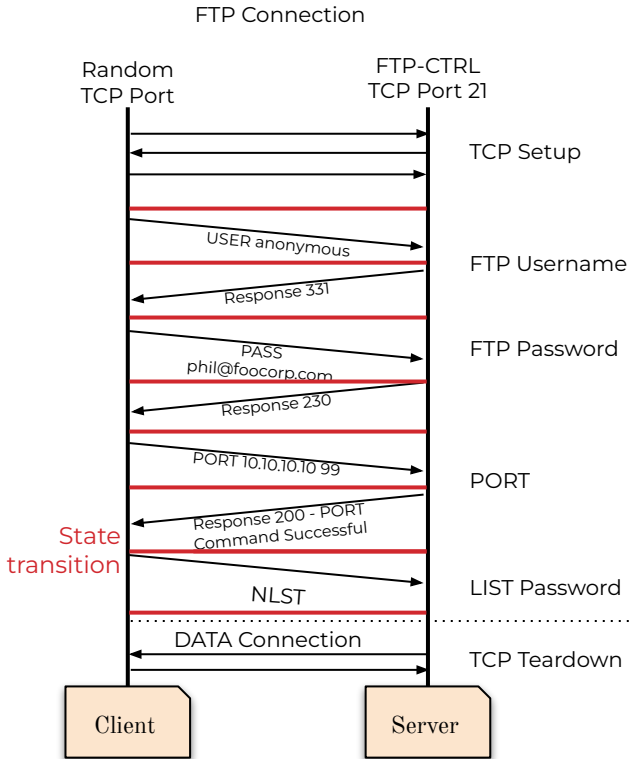 FTP Connection
Random
TCP Port
FTP-CTRL
TCP Port 21
TCP Setup
USER anonymous
FTP Username
Response 331
PASS
phil@foocorp.com
FTP Password
Response 230
PORT 10.10.10.10 99
PORT
Response 200 - PORT
Command Successful
State
transition
NLST
LIST Password
DATA Connection
TCP Teardown
Client
Server